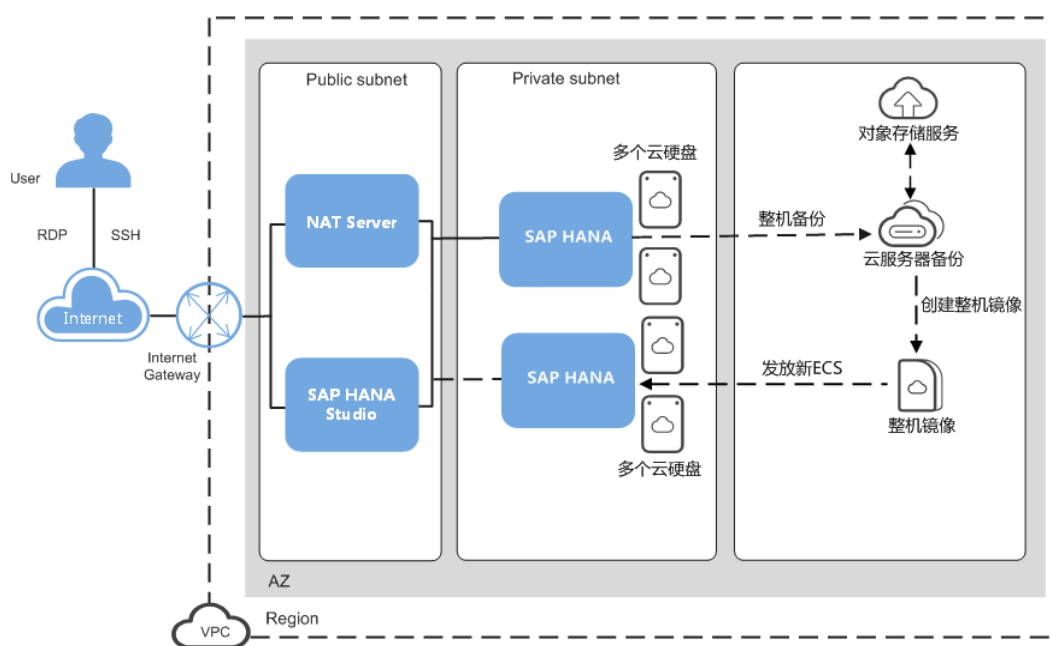 Public subnet
Private subnet
对象存储服务
多个云硬盘
User
NAT Server
SAP HANA
整机备份
RDP
SSH
云服务器备份
Internet
创建整机镜像
Internet
Gateway
SAP HANA
Studio
SAP HANA
发放新ECS
整机镜像
多个云硬盘
AZ
Region
VPC